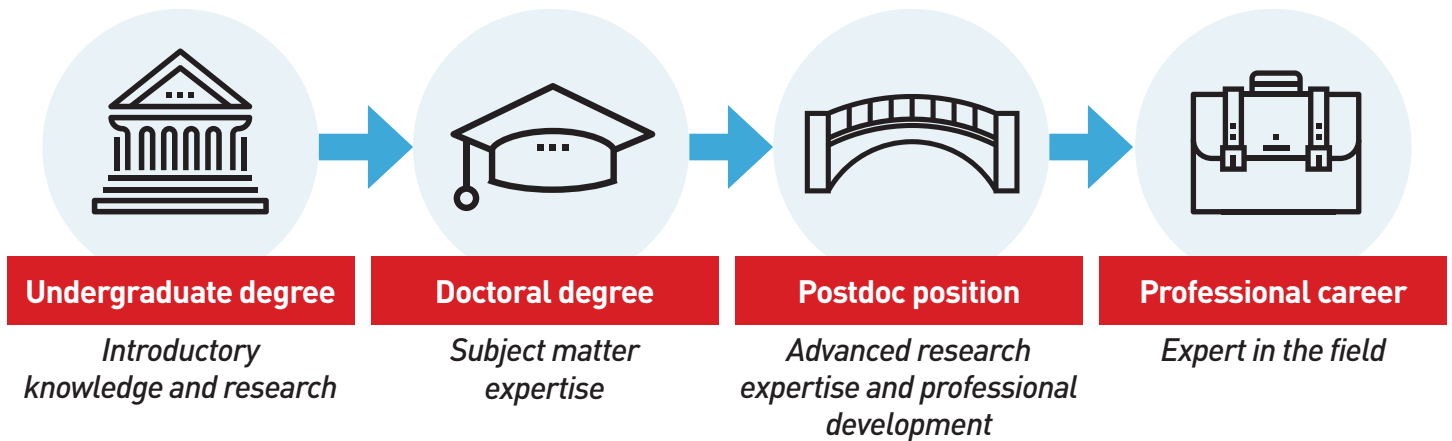 Undergraduate degree
Introductory
knowledge and research
Doctoral degree
Subject matter
expertise
Postdoc position
Advanced research
expertise and professional
development
Professional career
Expert in the field